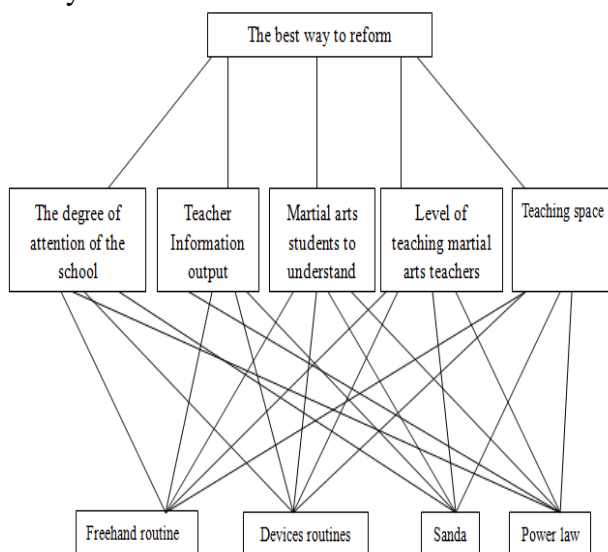 The best way to reform
The degree of
attention of the
school
Teacher
Information
output
Martial arts
students to
understand
Level of
teaching martial
arts teachers
Teaching space
Freehand routine
Devices routines
Sanda
Power law